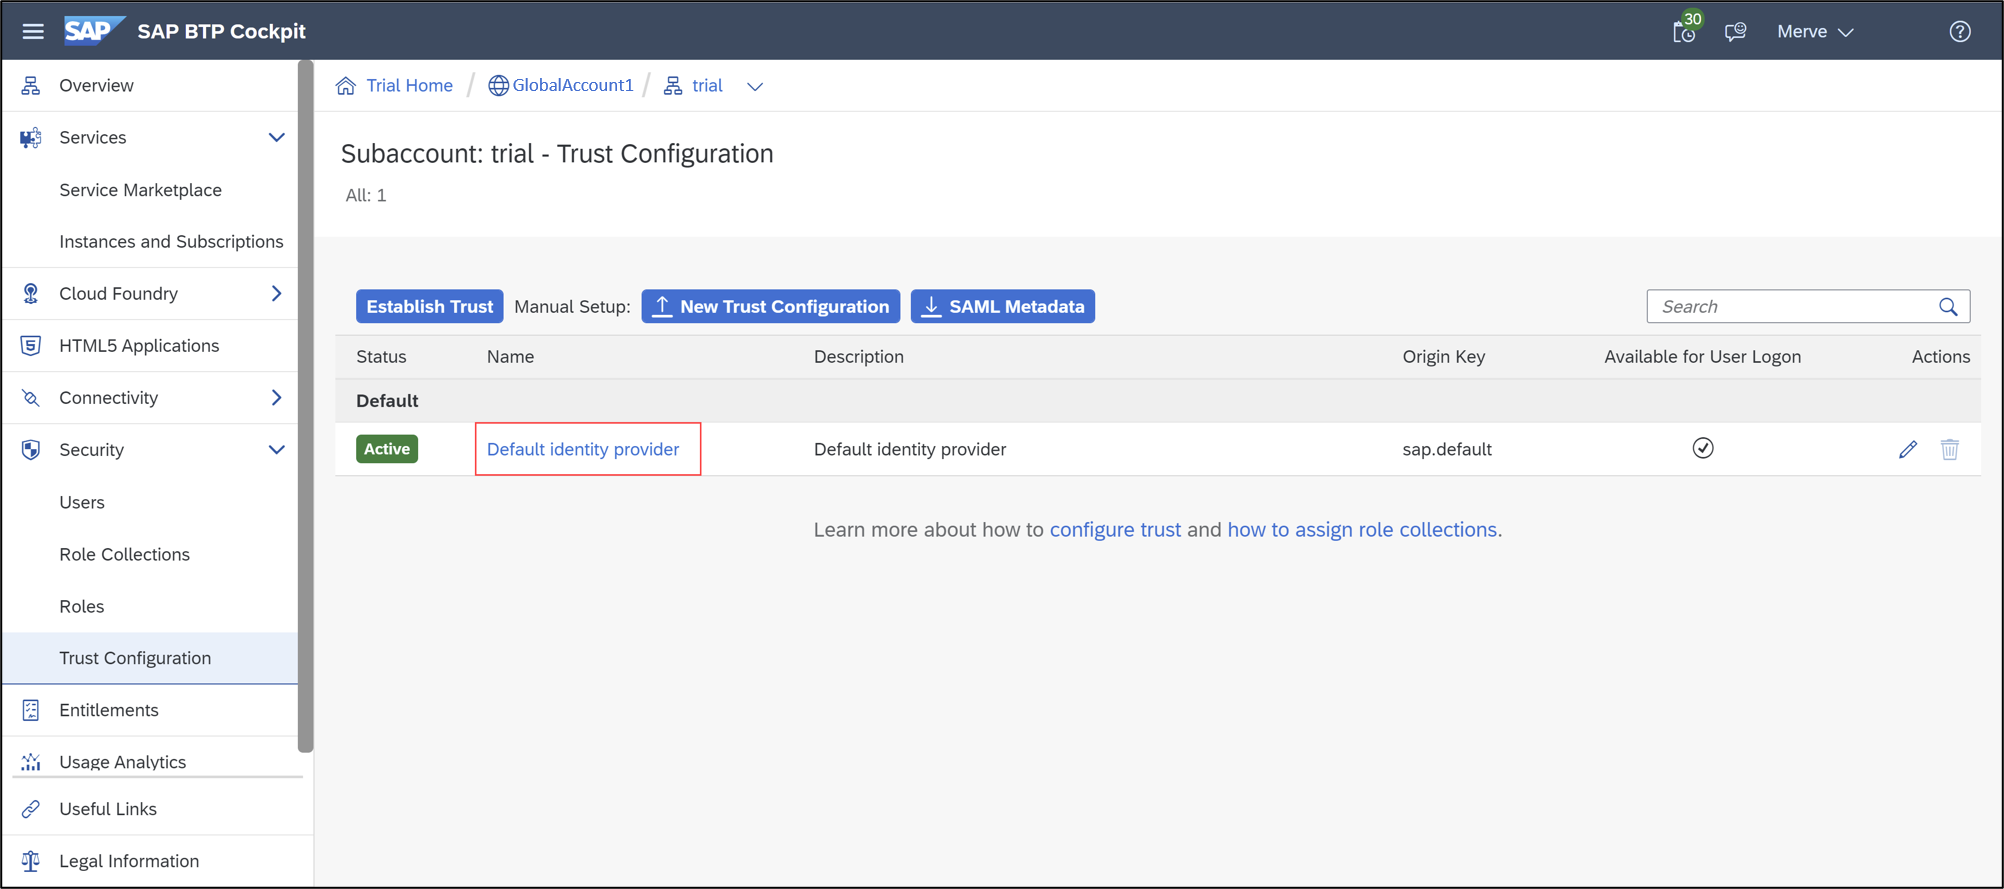 SAP SAP BTP Cockpit 30 Merve
Overview
Services
Service Marketplace
Instances and Subscriptions
Cloud Foundry
HTML5 Applications
Connectivity
Security
Users
Role Collections
Roles
Trust Configuration
Entitlements
Usage Analytics
Useful Links
Legal Information
Trial Home / GlobalAccount1 / trial
Subaccount: trial - Trust Configuration
All: 1
Establish Trust Manual Setup: New Trust Configuration SAML Metadata Search
Status Name Description Origin Key Available for User Logon Actions
Default
Active Default identity provider Default identity provider sap.default
Learn more about how to configure trust and how to assign role collections.